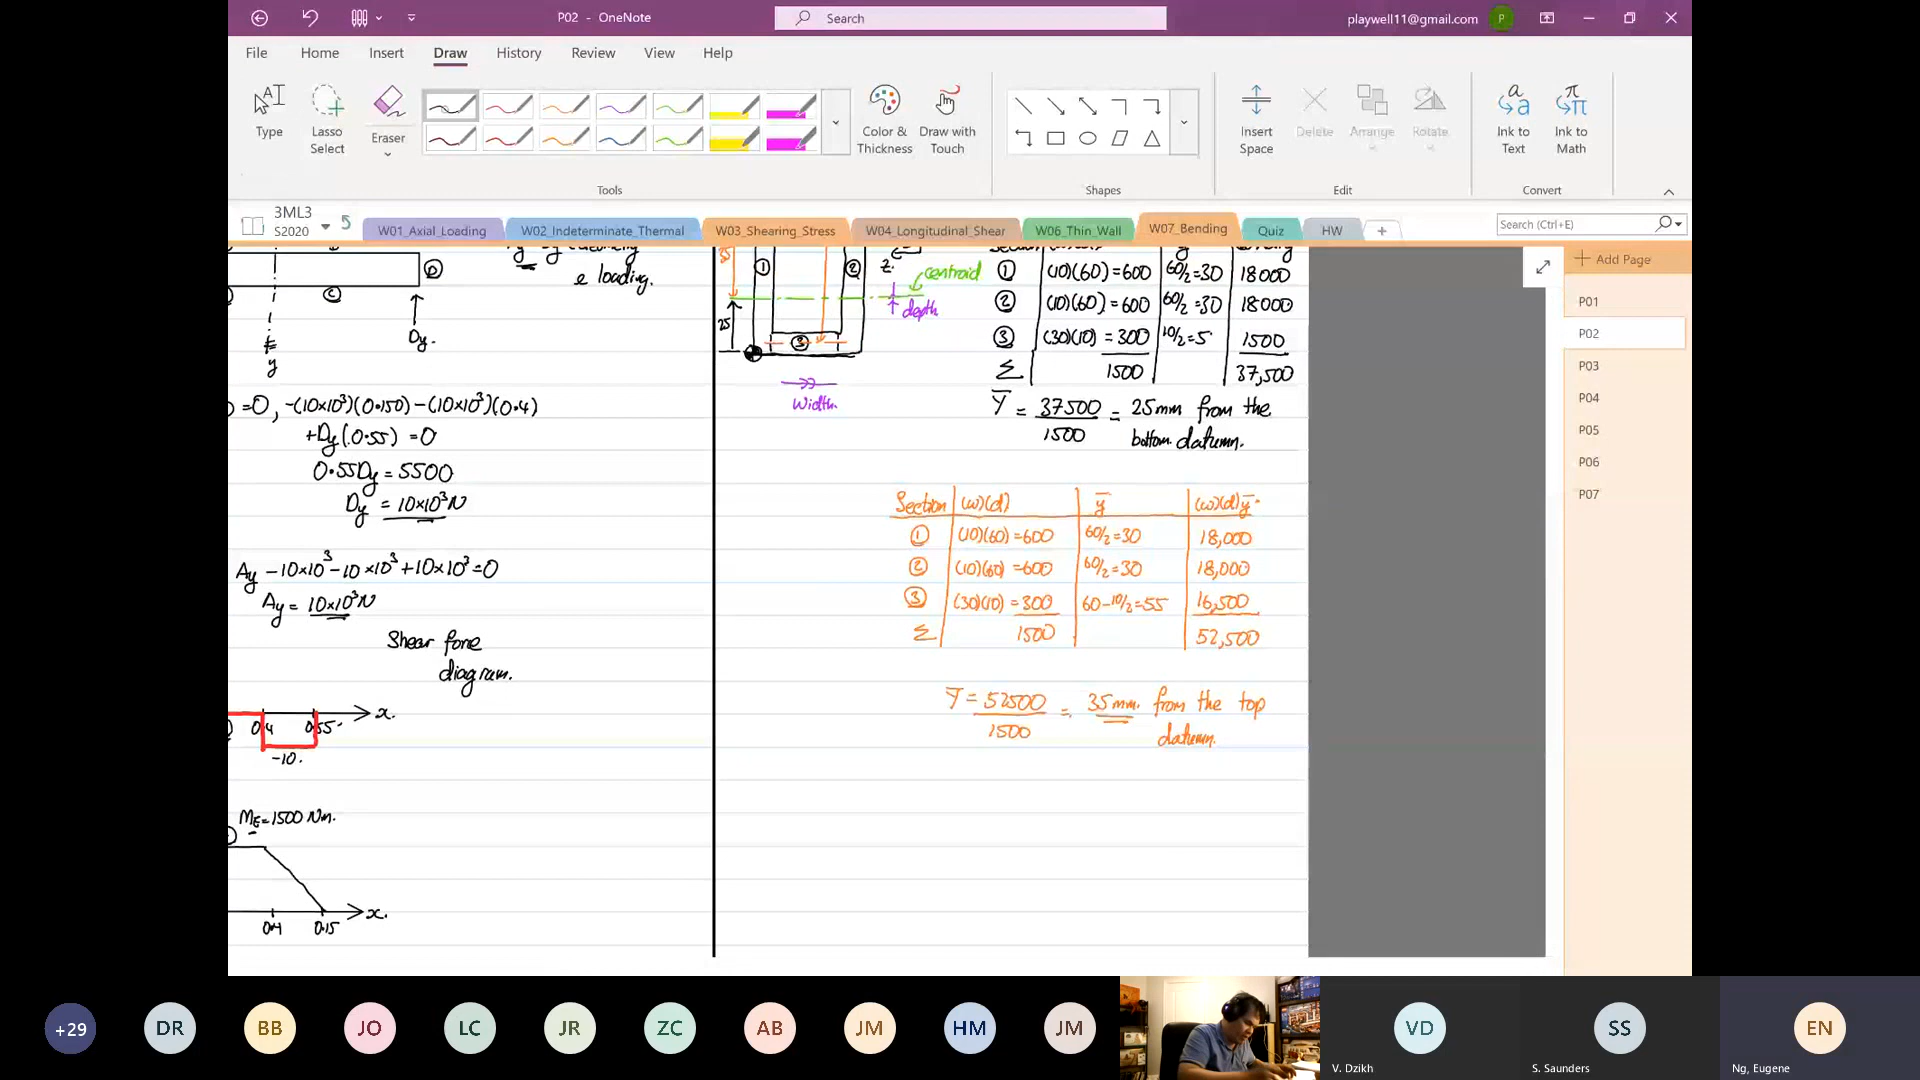 P02 - OneNote
Search
playwell11@gmail.com
P
File
Home
Insert
Draw
History
Review
View
Help
Type
Lasso Select
Eraser
Color & Thickness
Draw with Touch
Insert Space
Delete
Arrange
Rotate
Ink to Text
Ink to Math
Tools
Shapes
Edit
Convert
3ML3 S2020
W01_Axial_Loading
W02_Indeterminate_Thermal
W03_Shearing_Stress
W04_Longitudinal_Shear
W06_Thin_Wall
W07_Bending
Quiz
HW
Search (Ctrl+E)
Add Page
P01
P02
P03
P04
P05
P06
P07
e loading.
D
C
Dy.
y
=0, -(10×10³)(0.150) -(10×10³)(0.4)
+Dy(0.55) =0
0.55Dy = 5500
Dy = 10×10³N
Ay -10×10³ -10×10³ +10×10³ =0
Ay = 10×10³N
Shear force
diagram.
0.4 0.55 x.
-10.
ME=1500 Nm.
0.4 0.15 x.
1 2 z.
centroid
depth
25
3
width.
① (10)(60)=600 60/2=30 18000
② (10)(60)=600 60/2=30 18000
③ (30)(10)=300 10/2=5 1500
Σ 1500 37,500
Y̅ = 37500/1500 = 25mm from the
bottom datumn.
Section (w)(d) y̅ (w)(d)y̅
① (10)(60)=600 60/2=30 18,000
② (10)(60)=600 60/2=30 18,000
③ (30)(10)=300 60-10/2=55 16,500
Σ 1500 52,500
Y̅ = 52500/1500 = 35mm. from the top
datumn.
+29
DR
BB
JO
LC
JR
ZC
AB
JM
HM
JM
VD
V. Dzikh
SS
S. Saunders
EN
Ng, Eugene